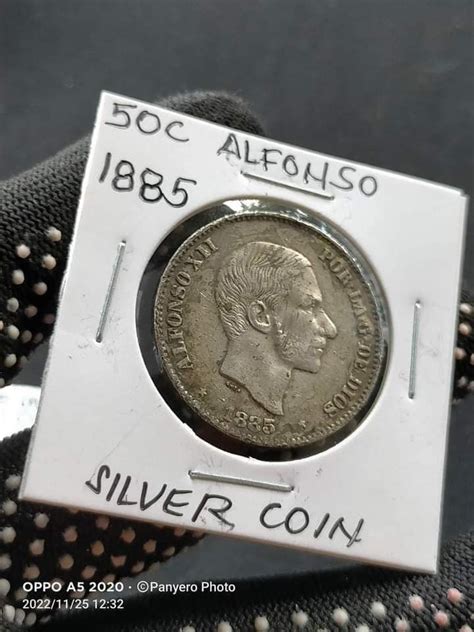 50C ALFONSO
1885
ALFONSO XII POR LA G. DE DIOS
1885
SILVER COIN
OPPO A5 2020 · ©Panyero Photo
2022/11/25 12:32